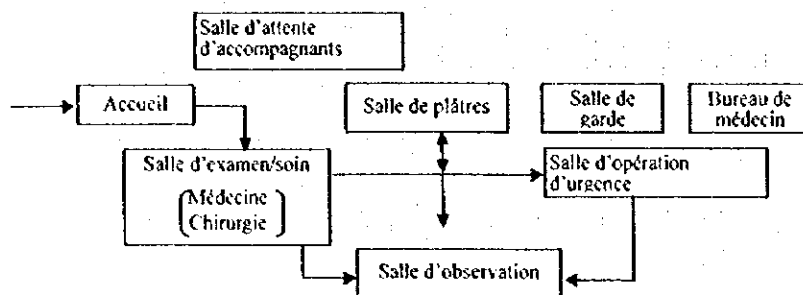 Salle d'attente
d'accompagnants
Accueil
Salle de plâtres
Salle de
garde
Bureau de
médecin
Salle d'examen/soin
Médecine
Chirurgie
Salle d'opération
d'urgence
Salle d'observation